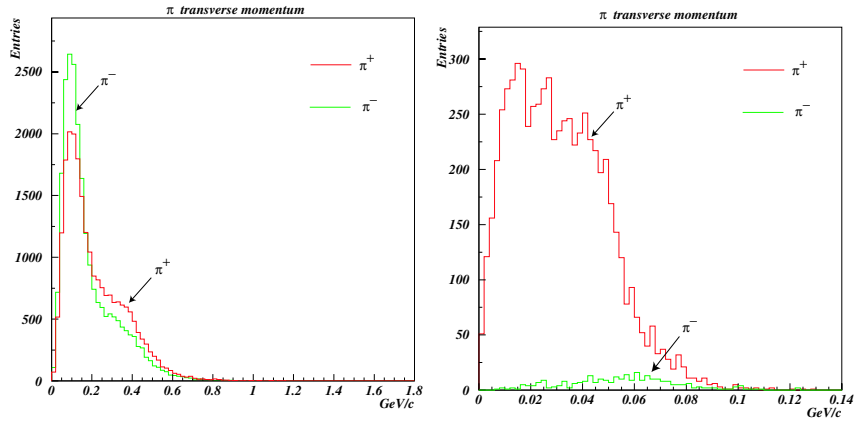 π transverse momentum
Entries
2500
2000
1500
1000
500
0
π+
π−
π−
π+
0 0.2 0.4 0.6 0.8 1 1.2 1.4 1.6 1.8
GeV/c
π transverse momentum
Entries
300
250
200
150
100
50
0
π+
π−
π+
π−
0 0.02 0.04 0.06 0.08 0.1 0.12 0.14
GeV/c